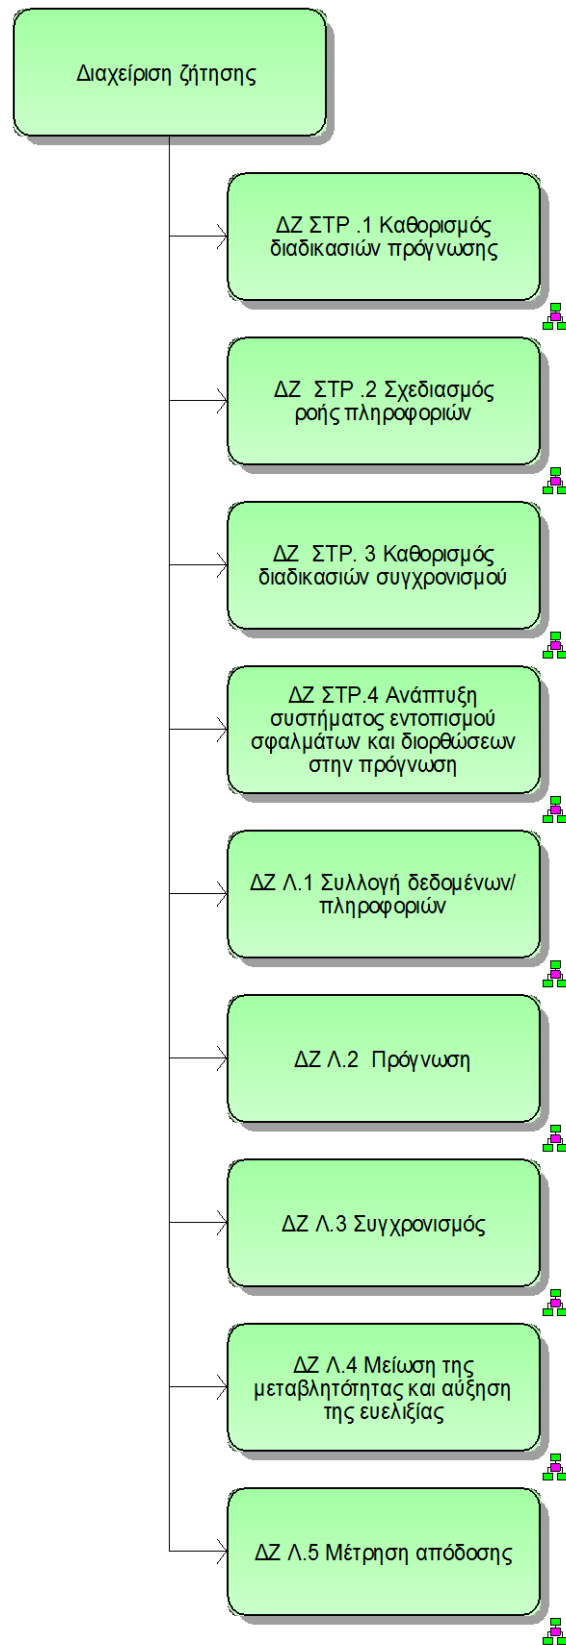 Διαχείριση ζήτησης
ΔΖ ΣΤΡ .1 Καθορισμός
διαδικασιών πρόγνωσης
ΔΖ  ΣΤΡ .2 Σχεδιασμός
ροής πληροφοριών
ΔΖ  ΣΤΡ. 3 Καθορισμός
διαδικασιών συγχρονισμού
ΔΖ ΣΤΡ.4 Ανάπτυξη
συστήματος εντοπισμού
σφαλμάτων και διορθώσεων
στην πρόγνωση
ΔΖ Λ.1 Συλλογή δεδομένων/
πληροφοριών
ΔΖ Λ.2  Πρόγνωση
ΔΖ Λ.3 Συγχρονισμός
ΔΖ Λ.4 Μείωση της
μεταβλητότητας και αύξηση
της ευελιξίας
ΔΖ Λ.5 Μέτρηση απόδοσης